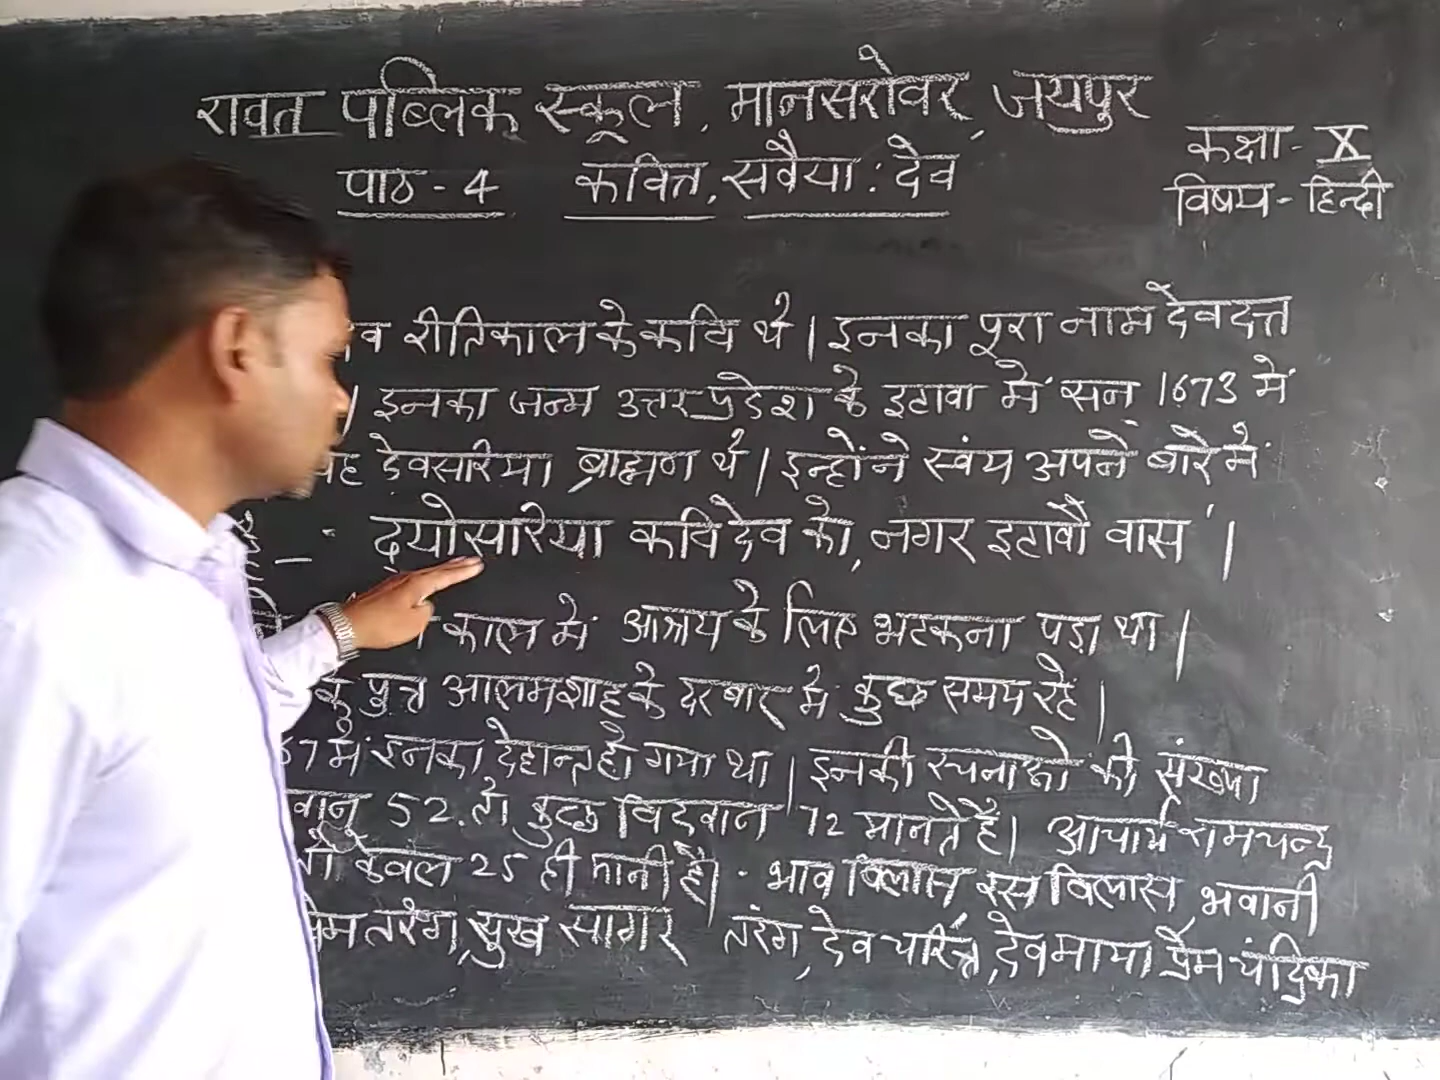 रावत पब्लिक स्कूल, मानसरोवर, जयपुर
कक्षा - X
पाठ - 4 कवित्त, सवैया : देव
विषय - हिन्दी
रीतिकाल के कवि थे। इनका पूरा नाम देवदत्त
। इनका जन्म उत्तर प्रदेश के इटावा में सन् 1673 में
यह देवसरिया ब्राह्मण थे। इन्होंने स्वंय अपने बारे में
है - " द्योसरिया कवि देव को, नगर इटावौ वास '।
काल में आश्रय के लिए भटकना पड़ा था।
के पुत्र आलमशाह के दरबार में कुछ समय रहे।
67 में इनका देहान्त हो गया था। इनकी रचनाओ की संख्या
52. तो कुछ विद्वान 72 मानते है। आचार्य रामचन्द्र
केवल 25 ही मानी है। - भाव विलास, रस विलास, भवानी
तरंग, सुख सागर तरंग, देव चरित्र, देवमाया प्रेम चंद्रिका